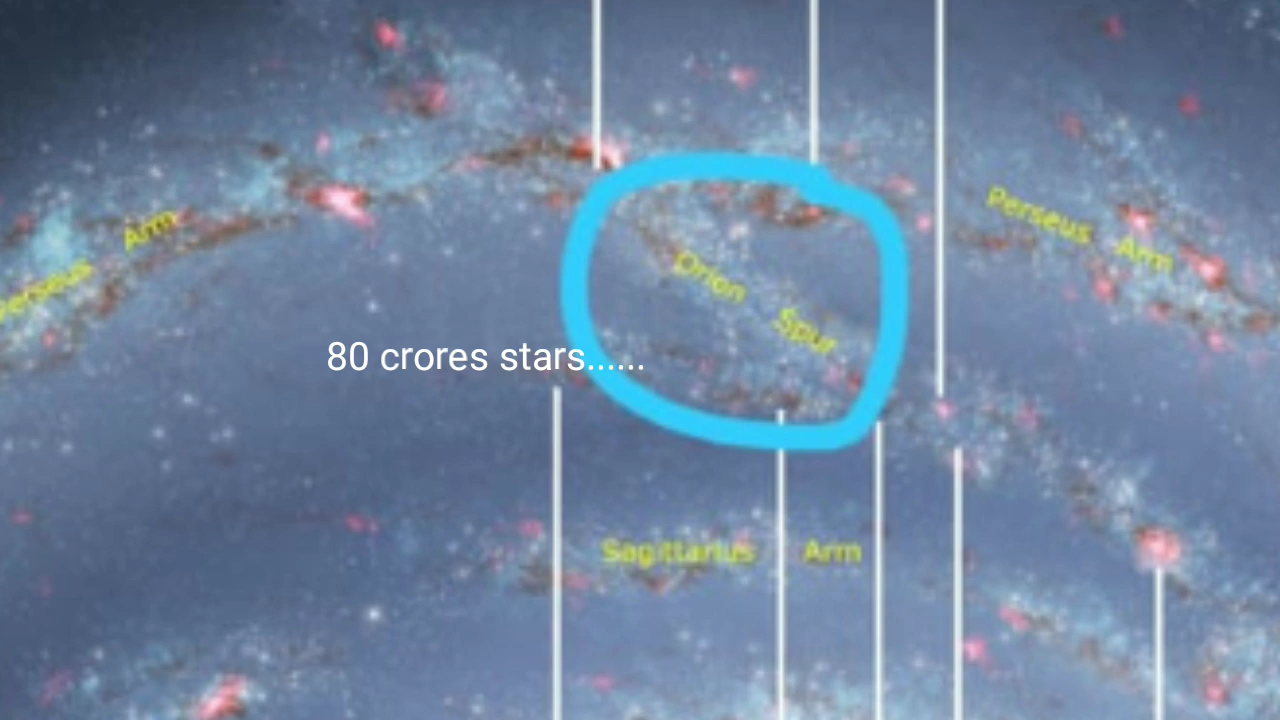 Perseus Arm
Orion Spur
Perseus Arm
80 crores stars......
Sagittarius Arm